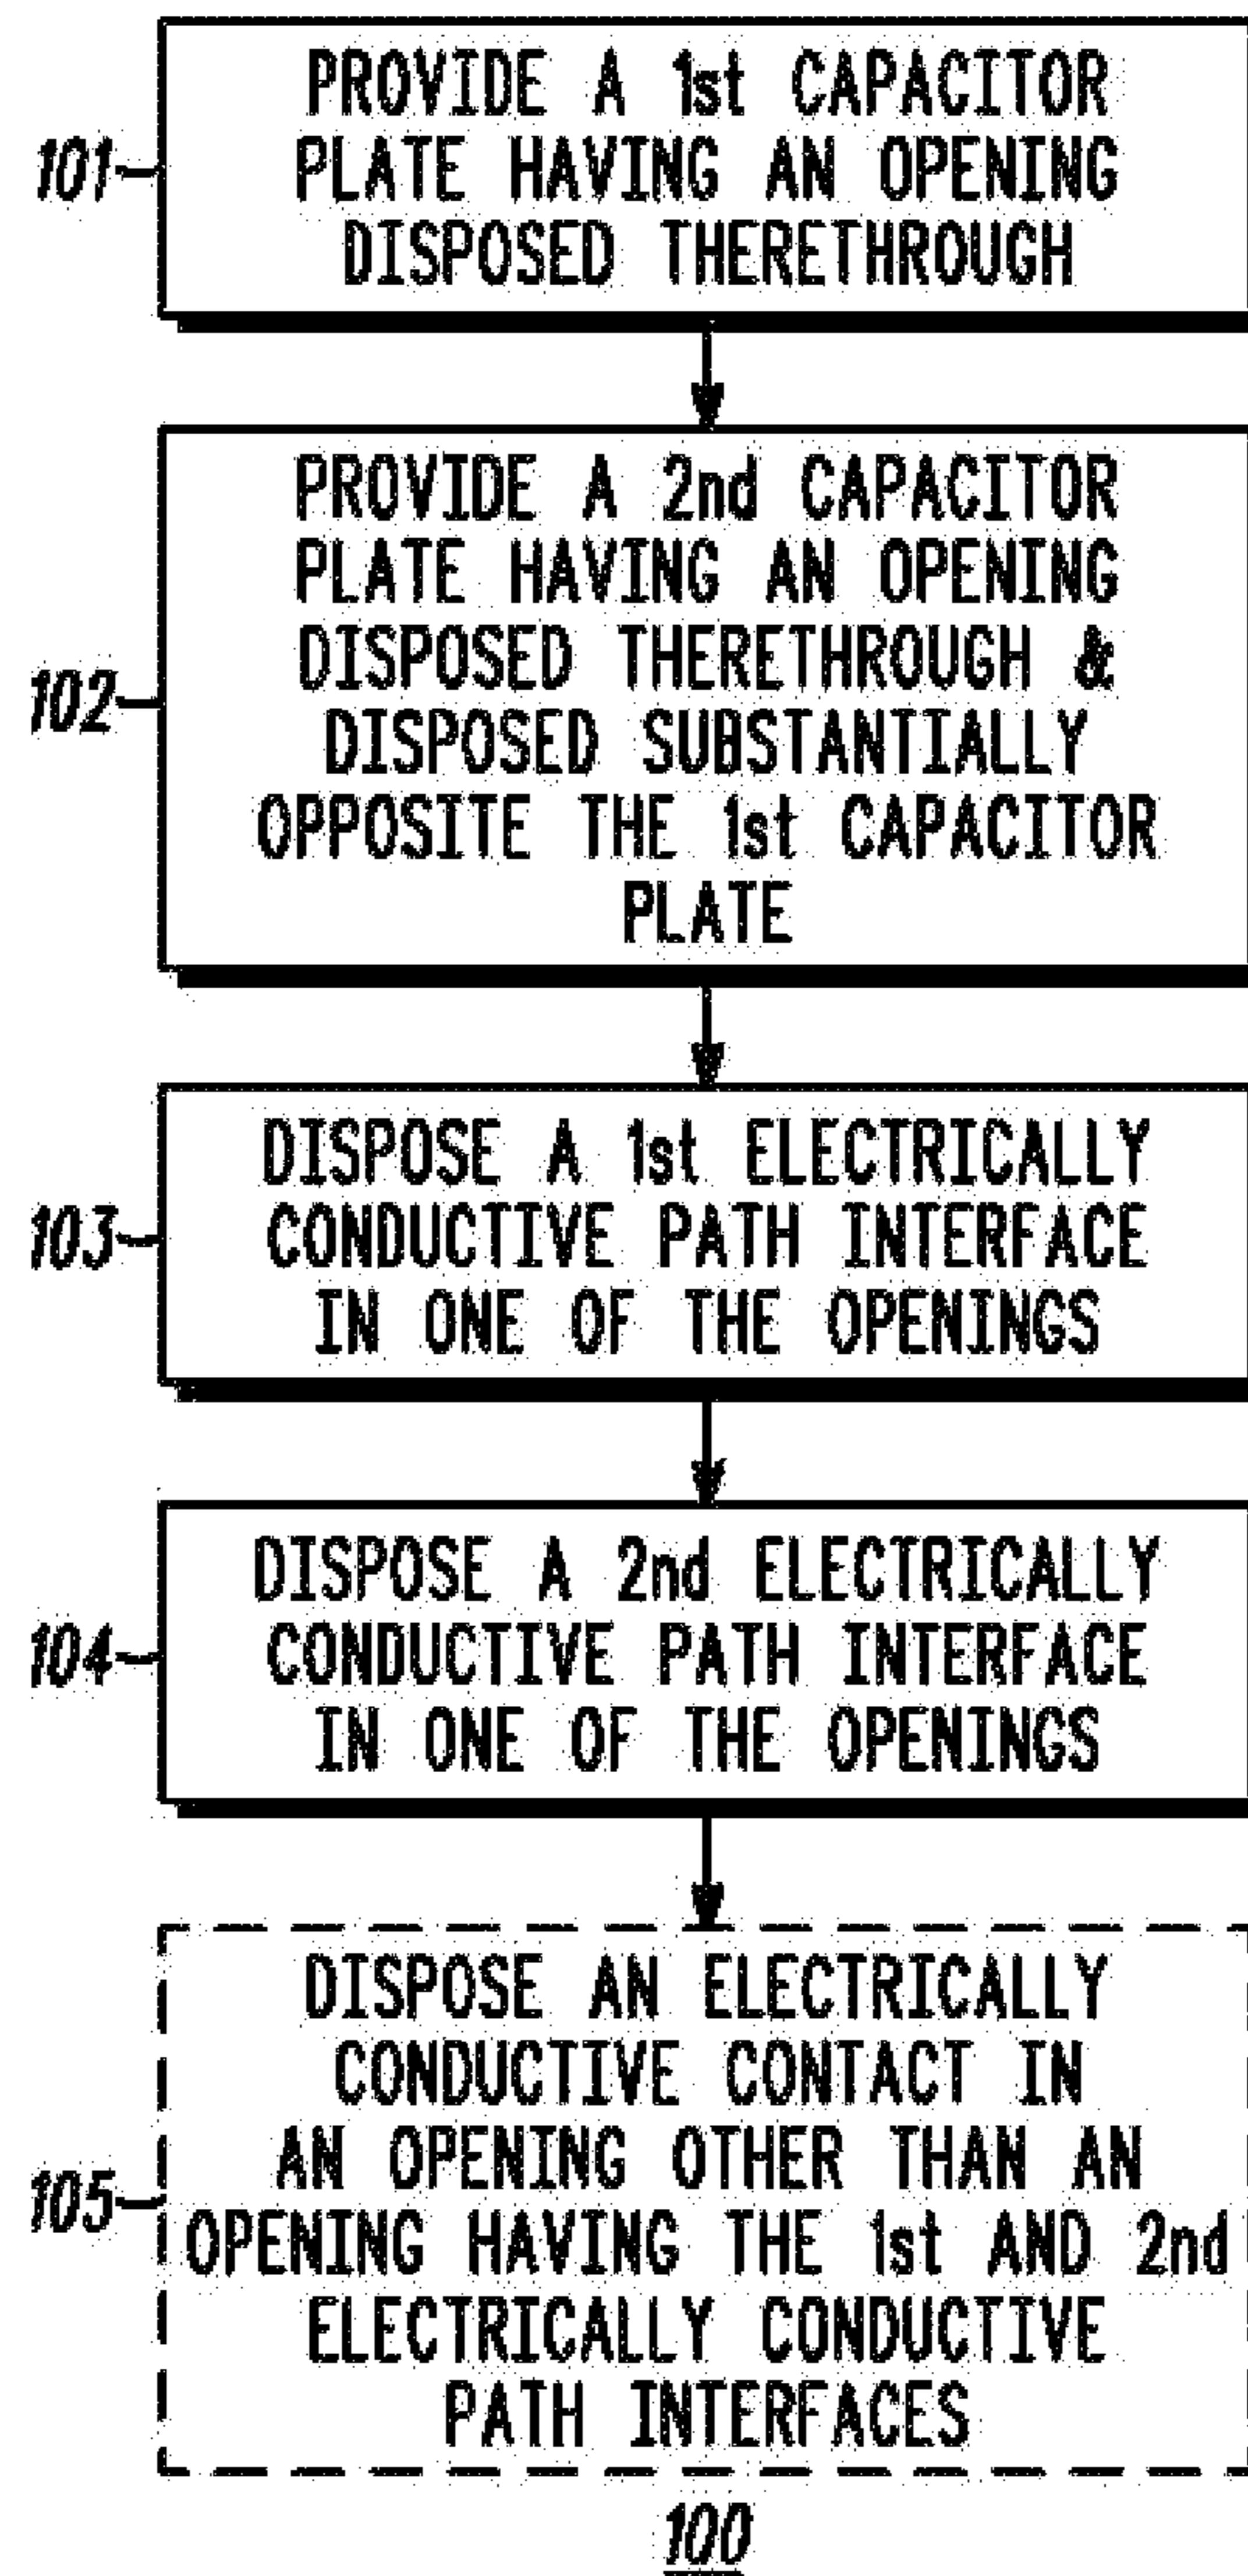 PROVIDE A 1st CAPACITOR
PLATE HAVING AN OPENING
DISPOSED THERETHROUGH
101
PROVIDE A 2nd CAPACITOR
PLATE HAVING AN OPENING
DISPOSED THERETHROUGH &
DISPOSED SUBSTANTIALLY
OPPOSITE THE 1st CAPACITOR
PLATE
102
DISPOSE A 1st ELECTRICALLY
CONDUCTIVE PATH INTERFACE
IN ONE OF THE OPENINGS
103
DISPOSE A 2nd ELECTRICALLY
CONDUCTIVE PATH INTERFACE
IN ONE OF THE OPENINGS
104
DISPOSE AN ELECTRICALLY
CONDUCTIVE CONTACT IN
AN OPENING OTHER THAN AN
OPENING HAVING THE 1st AND 2nd
ELECTRICALLY CONDUCTIVE
PATH INTERFACES
105
100